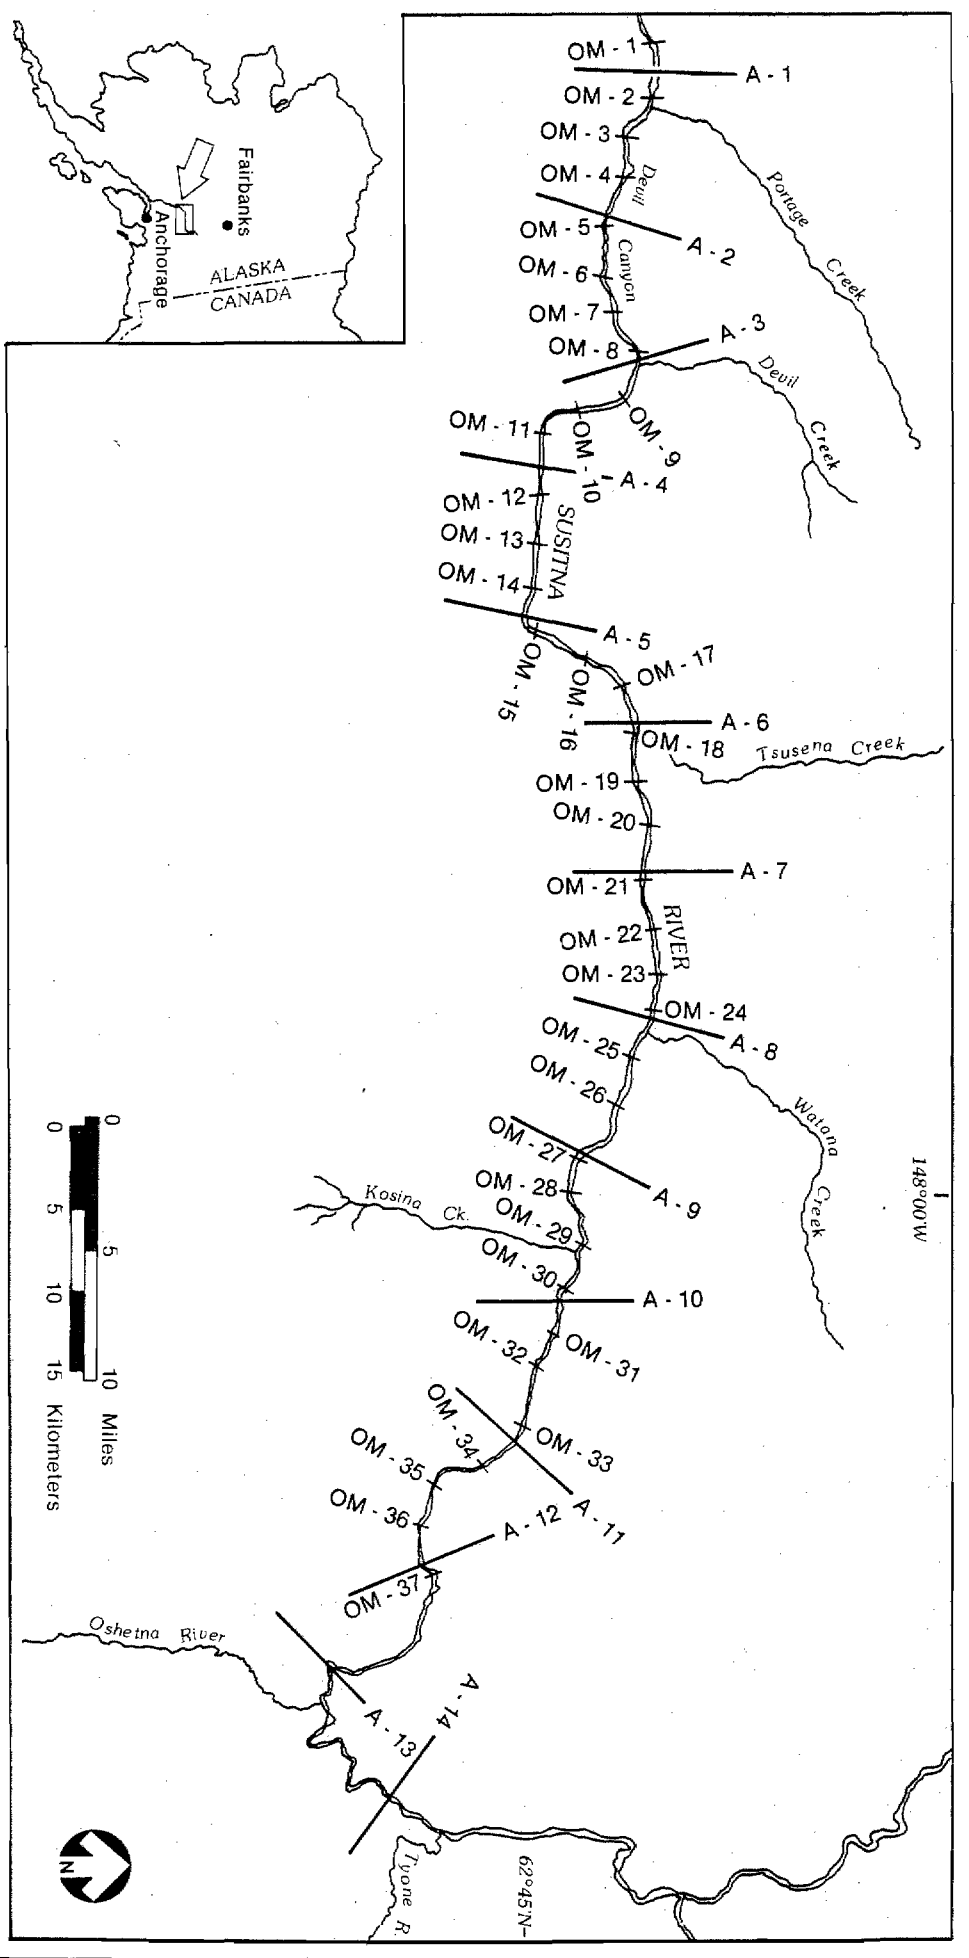 OM - 1
A - 1
OM - 2
OM - 3
OM - 4
Devil
Portage
Creek
A - 2
OM - 5
Canyon
OM - 6
OM - 7
A - 3
OM - 8
Devil
Creek
OM - 9
OM - 10
OM - 11
A - 4
OM - 12
SUSITNA
OM - 13
OM - 14
A - 5
OM - 15
OM - 16
OM - 17
A - 6
OM - 18
Tsusena Creek
OM - 19
OM - 20
A - 7
OM - 21
RIVER
OM - 22
OM - 23
OM - 24
A - 8
OM - 25
OM - 26
Watana
Creek
148°00'W
OM - 27
A - 9
OM - 28
Kosina Ck.
OM - 29
OM - 30
A - 10
OM - 31
OM - 32
OM - 33
OM - 34
A - 11
OM - 35
OM - 36
A - 12
OM - 37
Oshetna River
A - 13
A - 14
Tyone R.
62°45'N
Fairbanks
Anchorage
ALASKA
CANADA
0 5 10 Miles
0 5 10 15 Kilometers
N